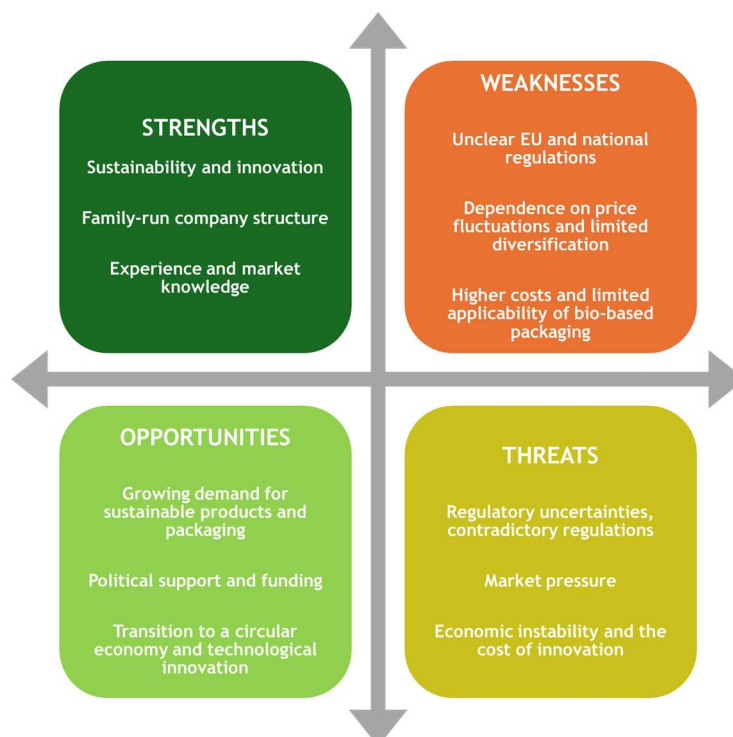 STRENGTHS
Sustainability and innovation
Family-run company structure
Experience and market
knowledge
WEAKNESSES
Unclear EU and national
regulations
Dependence on price
fluctuations and limited
diversification
Higher costs and limited
applicability of bio-based
packaging
OPPORTUNITIES
Growing demand for
sustainable products and
packaging
Political support and funding
Transition to a circular
economy and technological
innovation
THREATS
Regulatory uncertainties,
contradictory regulations
Market pressure
Economic instability and the
cost of innovation